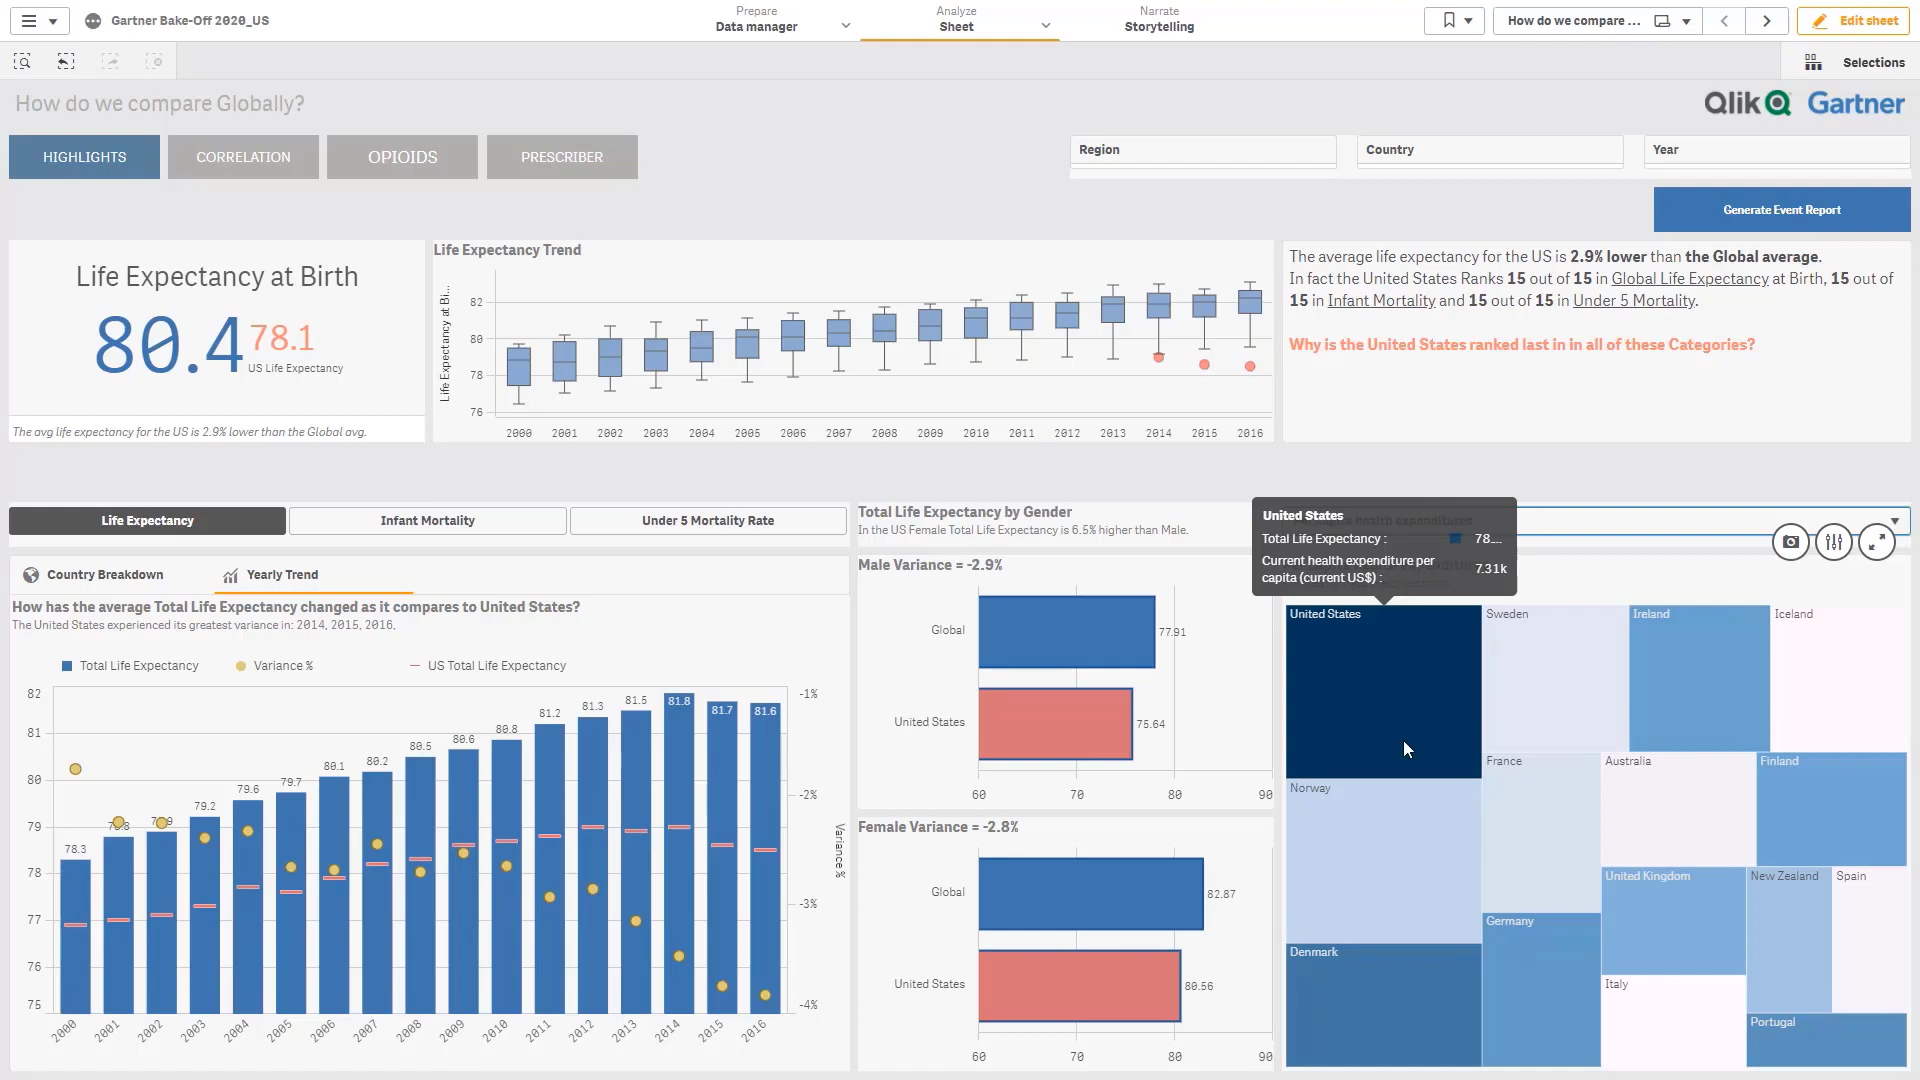 Gartner Bake-Off 2020_US
Prepare
Data manager
Analyze
Sheet
Narrate
Storytelling
How do we compare ...
Edit sheet
Selections
How do we compare Globally?
Qlik Gartner
HIGHLIGHTS
CORRELATION
OPIOIDS
PRESCRIBER
Region
Country
Year
Generate Event Report
Life Expectancy at Birth
80.4
78.1
US Life Expectancy
The avg life expectancy for the US is 2.9% lower than the Global avg.
Life Expectancy Trend
Life Expectancy at Bi...
82
80
78
76
2000 2001 2002 2003 2004 2005 2006 2007 2008 2009 2010 2011 2012 2013 2014 2015 2016
The average life expectancy for the US is 2.9% lower than the Global average.
In fact the United States Ranks 15 out of 15 in Global Life Expectancy at Birth, 15 out of
15 in Infant Mortality and 15 out of 15 in Under 5 Mortality.
Why is the United States ranked last in in all of these Categories?
Life Expectancy
Infant Mortality
Under 5 Mortality Rate
Country Breakdown
Yearly Trend
How has the average Total Life Expectancy changed as it compares to United States?
The United States experienced its greatest variance in: 2014, 2015, 2016,
Total Life Expectancy
Variance %
US Total Life Expectancy
82
81
80
79
78
77
76
75
78.3
79.2
79.6
79.7
80.1
80.2
80.5
80.6
80.8
81.2
81.3
81.5
81.8
81.7
81.6
-1%
-2%
-3%
-4%
Variance %
2000 2001 2002 2003 2004 2005 2006 2007 2008 2009 2010 2011 2012 2013 2014 2015 2016
Total Life Expectancy by Gender
In the US Female Total Life Expectancy is 6.5% higher than Male.
Male Variance = -2.9%
Global
77.91
United States
75.64
60 70 80 90
Female Variance = -2.8%
Global
82.87
United States
80.56
60 70 80 90
United States
Total Life Expectancy : 78....
Current health expenditure per
capita (current US$) : 7.31k
United States
Sweden
Ireland
Iceland
Norway
France
Australia
Finland
Denmark
Germany
United Kingdom
New Zealand
Spain
Italy
Portugal